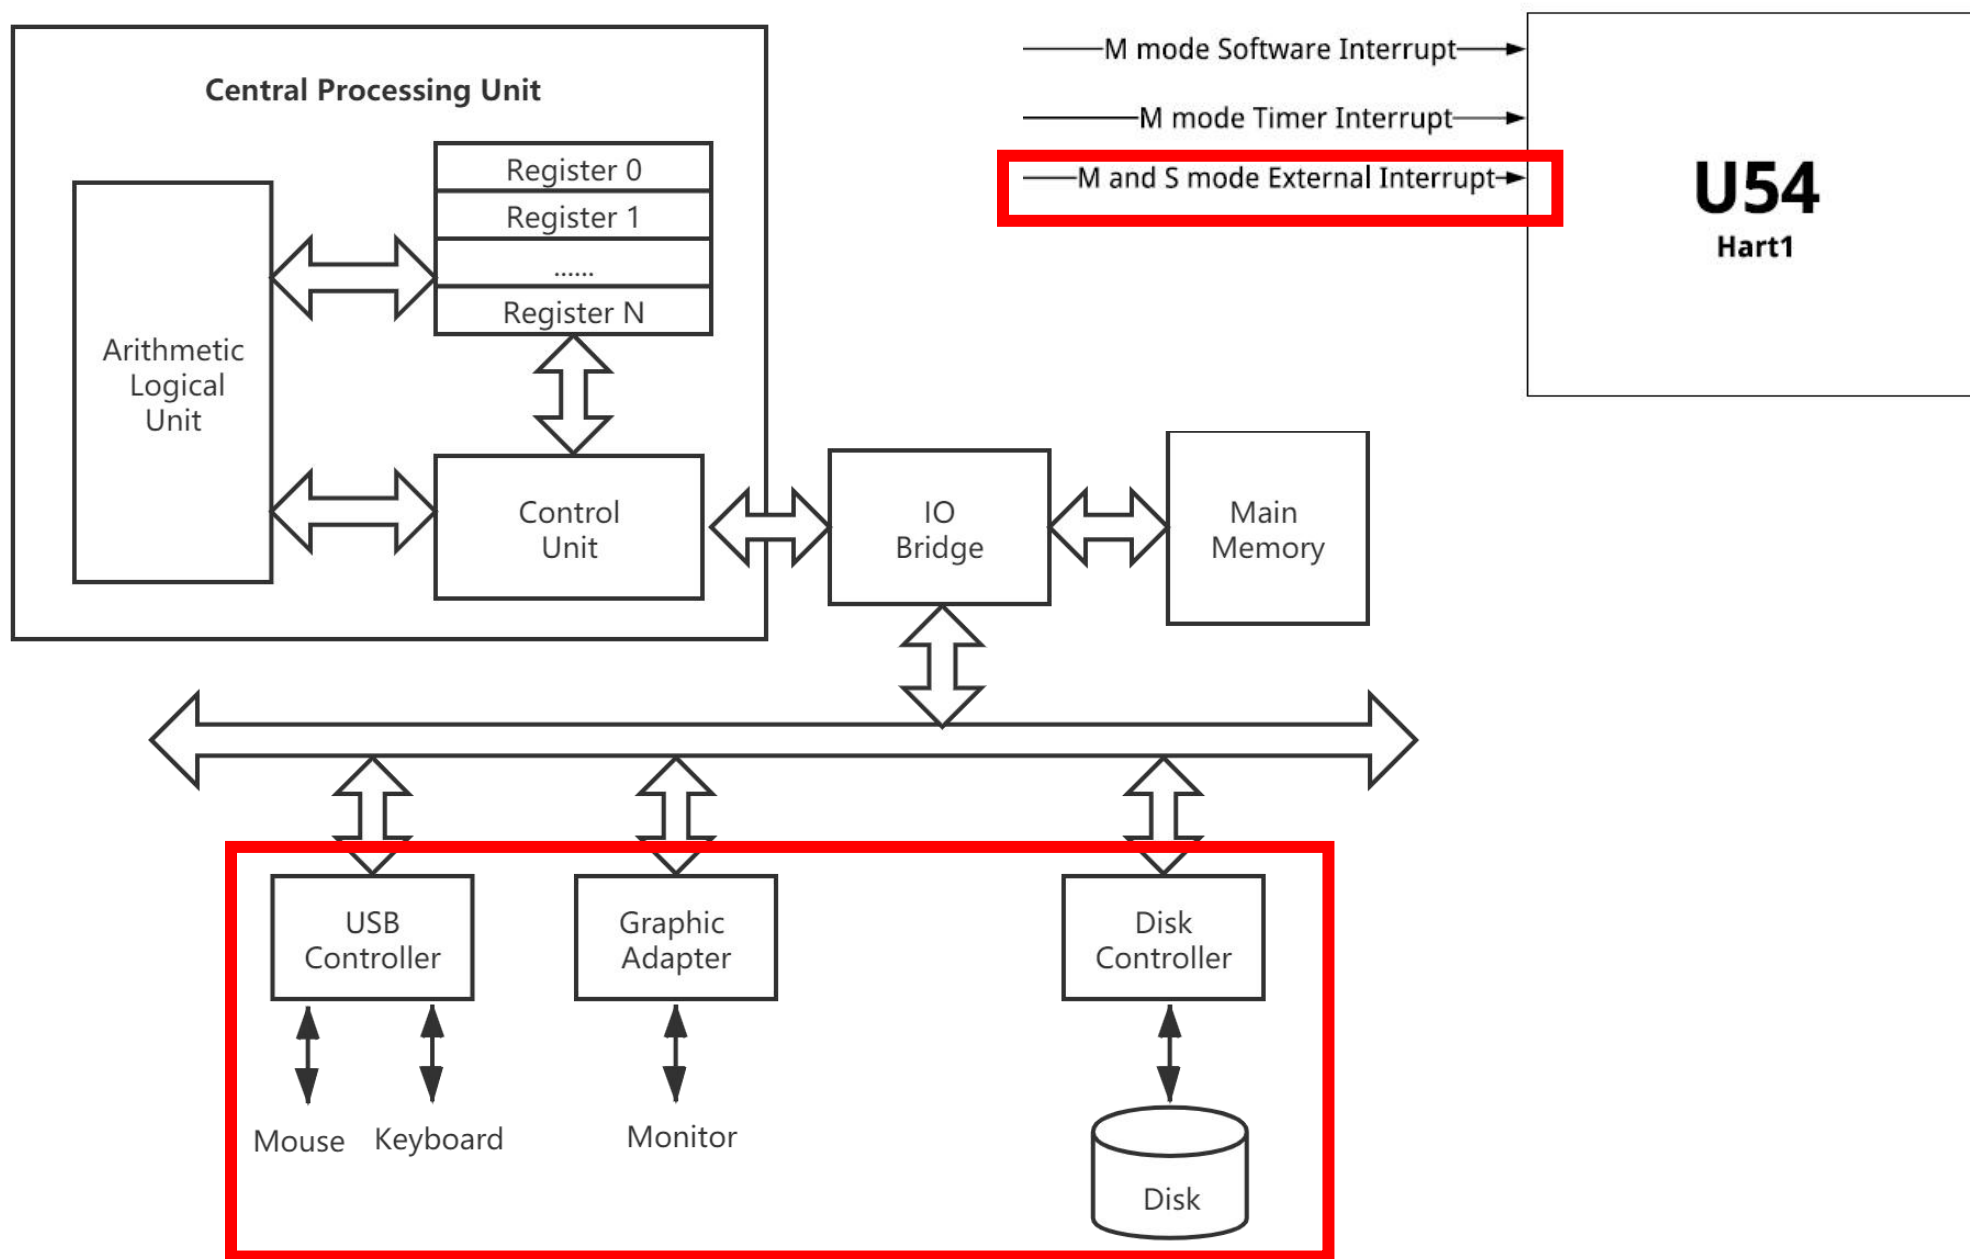 Central Processing Unit
Register 0
Register 1
......
Register N
Arithmetic
Logical
Unit
Control
Unit
IO
Bridge
Main
Memory
M mode Software Interrupt
M mode Timer Interrupt
M and S mode External Interrupt
U54
Hart1
USB
Controller
Graphic
Adapter
Disk
Controller
Mouse
Keyboard
Monitor
Disk